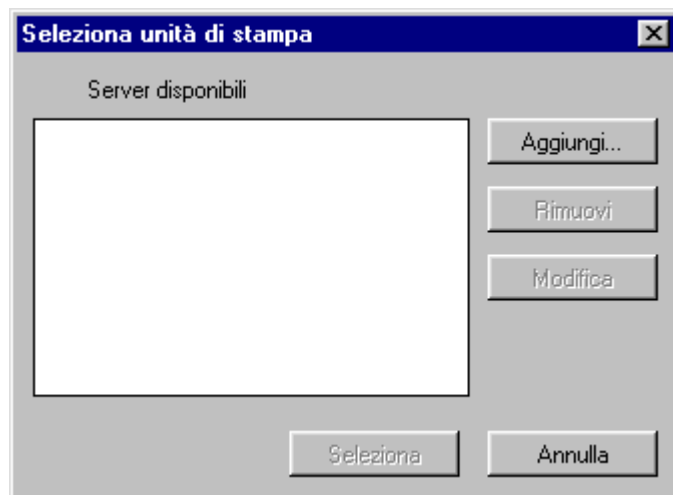 Seleziona unità di stampa
Server disponibili
Aggiungi...
Rimuovi
Modifica
Seleziona
Annulla